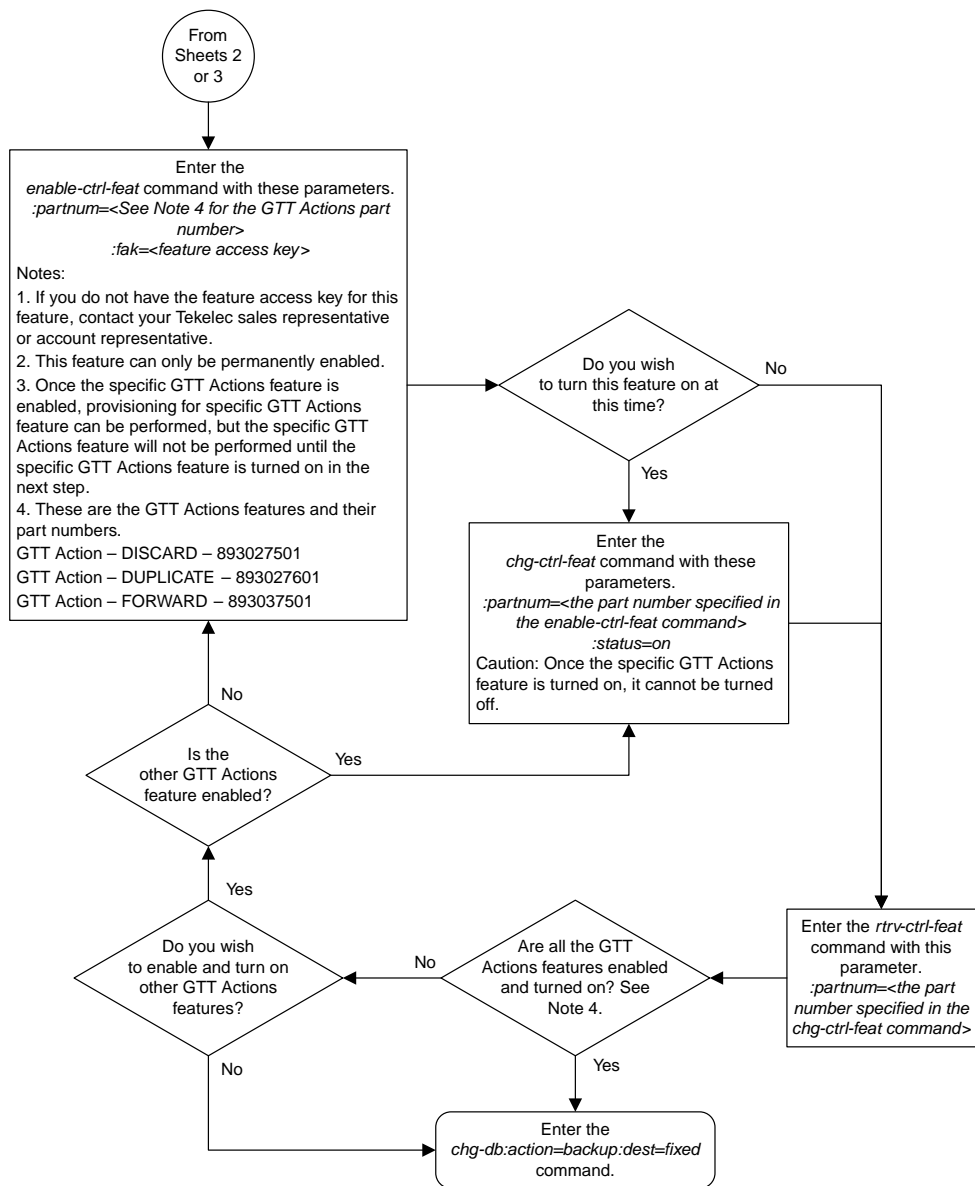 From
Sheets 2
or 3
Enter the
enable-ctrl-feat command with these parameters.
:partnum=<See Note 4 for the GTT Actions part
number>
:fak=<feature access key>
Notes:
1. If you do not have the feature access key for this
feature, contact your Tekelec sales representative
or account representative.
2. This feature can only be permanently enabled.
3. Once the specific GTT Actions feature is
enabled, provisioning for specific GTT Actions
feature can be performed, but the specific GTT
Actions feature will not be performed until the
specific GTT Actions feature is turned on in the
next step.
4. These are the GTT Actions features and their
part numbers.
GTT Action – DISCARD – 893027501
GTT Action – DUPLICATE – 893027601
GTT Action – FORWARD – 893037501
Do you wish
to turn this feature on at
this time?
No
Yes
Enter the
chg-ctrl-feat command with these
parameters.
:partnum=<the part number specified in
the enable-ctrl-feat command>
:status=on
Caution: Once the specific GTT Actions
feature is turned on, it cannot be turned
off.
No
Is the
other GTT Actions
feature enabled?
Yes
Yes
Do you wish
to enable and turn on
other GTT Actions
features?
No
No
Are all the GTT
Actions features enabled
and turned on? See
Note 4.
Yes
Enter the rtrv-ctrl-feat
command with this
parameter.
:partnum=<the part
number specified in the
chg-ctrl-feat command>
Enter the
chg-db:action=backup:dest=fixed
command.